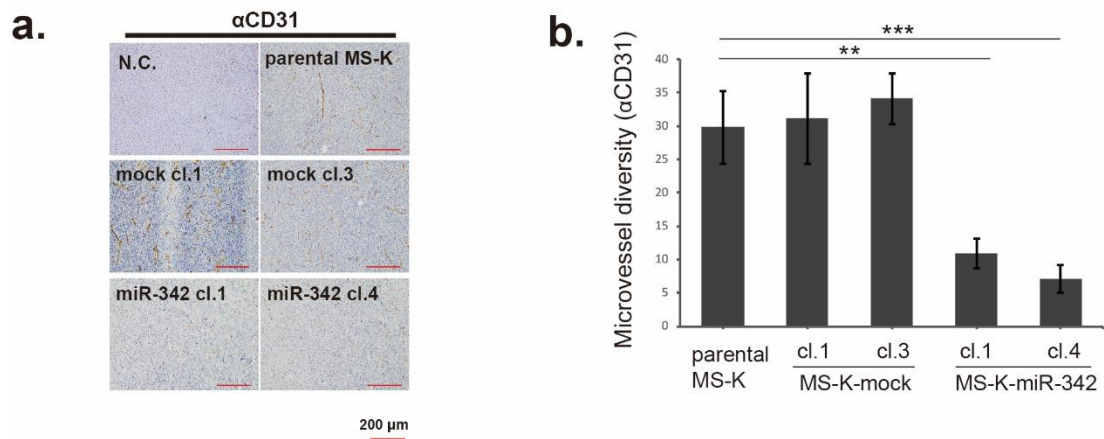 a.
αCD31
N.C.
parental MS-K
mock cl.1
mock cl.3
miR-342 cl.1
miR-342 cl.4
200 µm
b.
***
**
Microvessel diversity (αCD31)
40
35
30
25
20
15
10
5
0
parental
MS-K
cl.1
cl.3
cl.1
cl.4
MS-K-mock
MS-K-miR-342